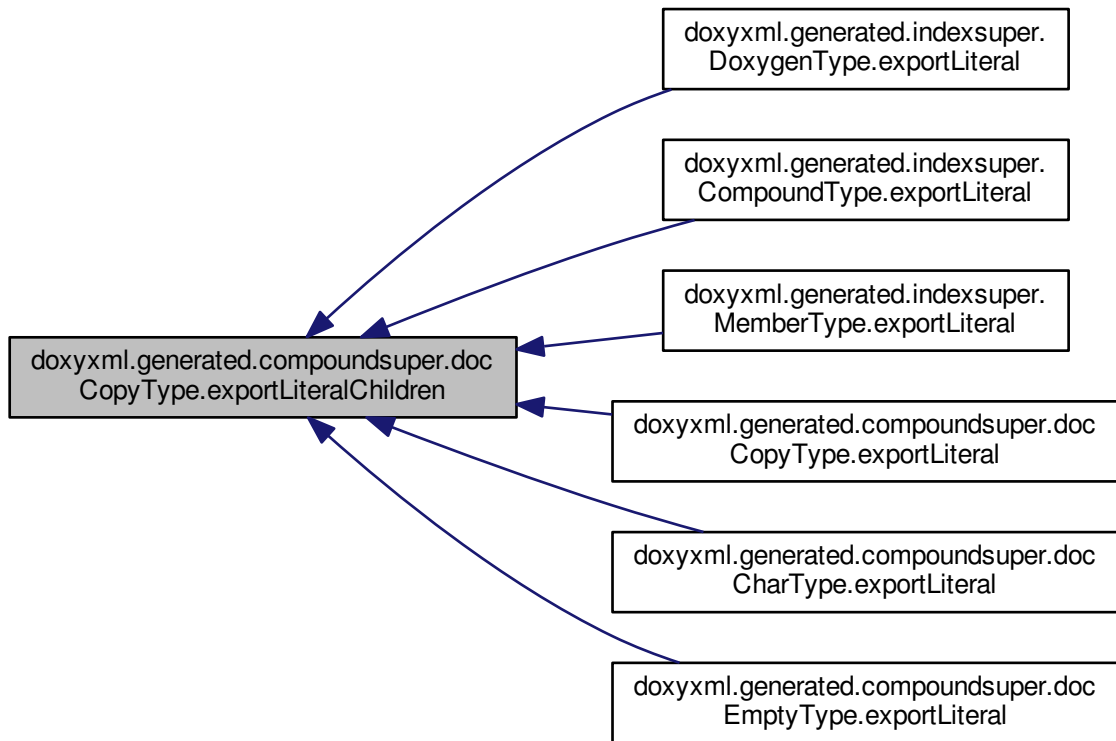 doxyxml.generated.indexsuper.
DoxygenType.exportLiteral
doxyxml.generated.indexsuper.
CompoundType.exportLiteral
doxyxml.generated.indexsuper.
MemberType.exportLiteral
doxyxml.generated.compoundsuper.doc
CopyType.exportLiteralChildren
doxyxml.generated.compoundsuper.doc
CopyType.exportLiteral
doxyxml.generated.compoundsuper.doc
CharType.exportLiteral
doxyxml.generated.compoundsuper.doc
EmptyType.exportLiteral